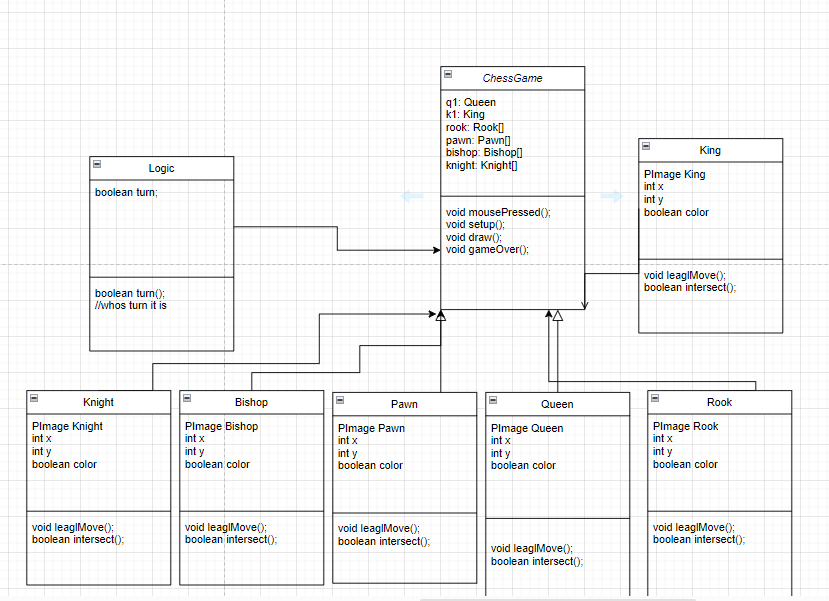 ChessGame
q1: Queen
k1: King
rook: Rook[]
pawn: Pawn[]
bishop: Bishop[]
knight: Knight[]
void mousePressed();
void setup();
void draw();
void gameOver();
King
PImage King
int x
int y
boolean color
void leaglMove();
boolean intersect();
Logic
boolean turn;
boolean turn();
//whos turn it is
Knight
PImage Knight
int x
int y
boolean color
void leaglMove();
boolean intersect();
Bishop
PImage Bishop
int x
int y
boolean color
void leaglMove();
boolean intersect();
Pawn
PImage Pawn
int x
int y
boolean color
void leaglMove();
boolean intersect();
Queen
PImage Queen
int x
int y
boolean color
void leaglMove();
boolean intersect();
Rook
PImage Rook
int x
int y
boolean color
void leaglMove();
boolean intersect();